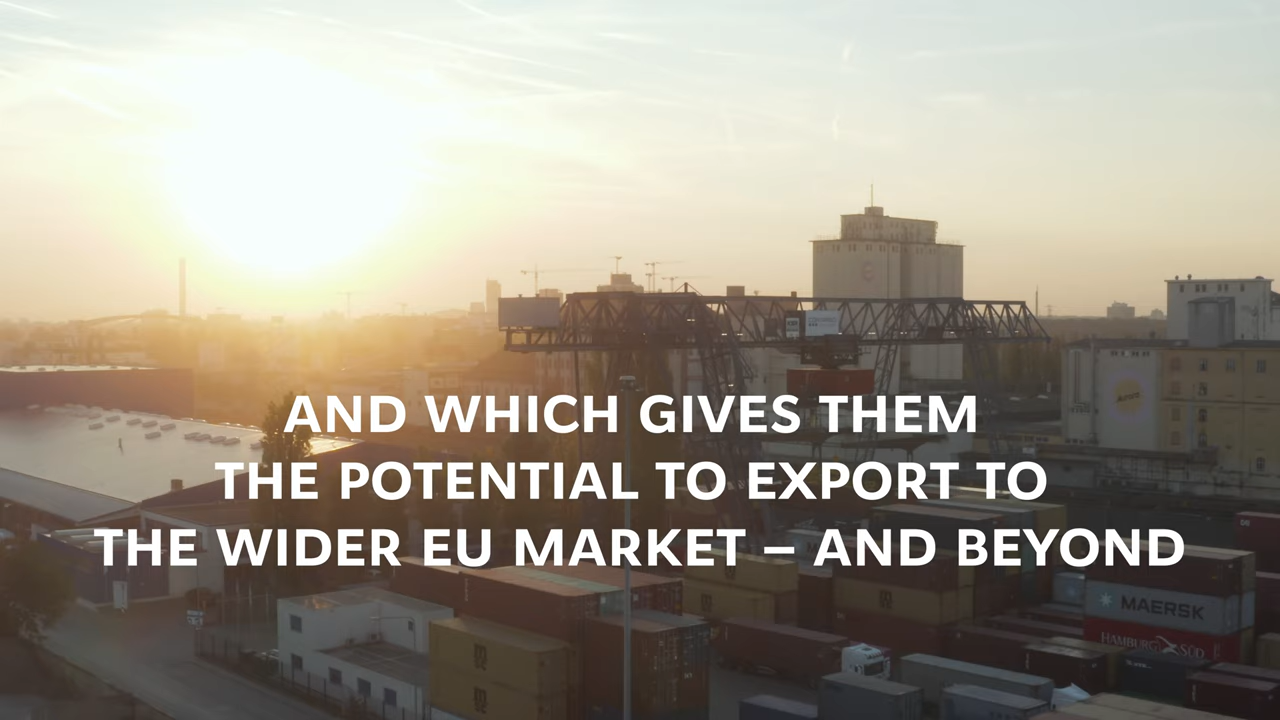 AND WHICH GIVES THEM
THE POTENTIAL TO EXPORT TO
THE WIDER EU MARKET – AND BEYOND
MAERSK
HAMBURG SÜD